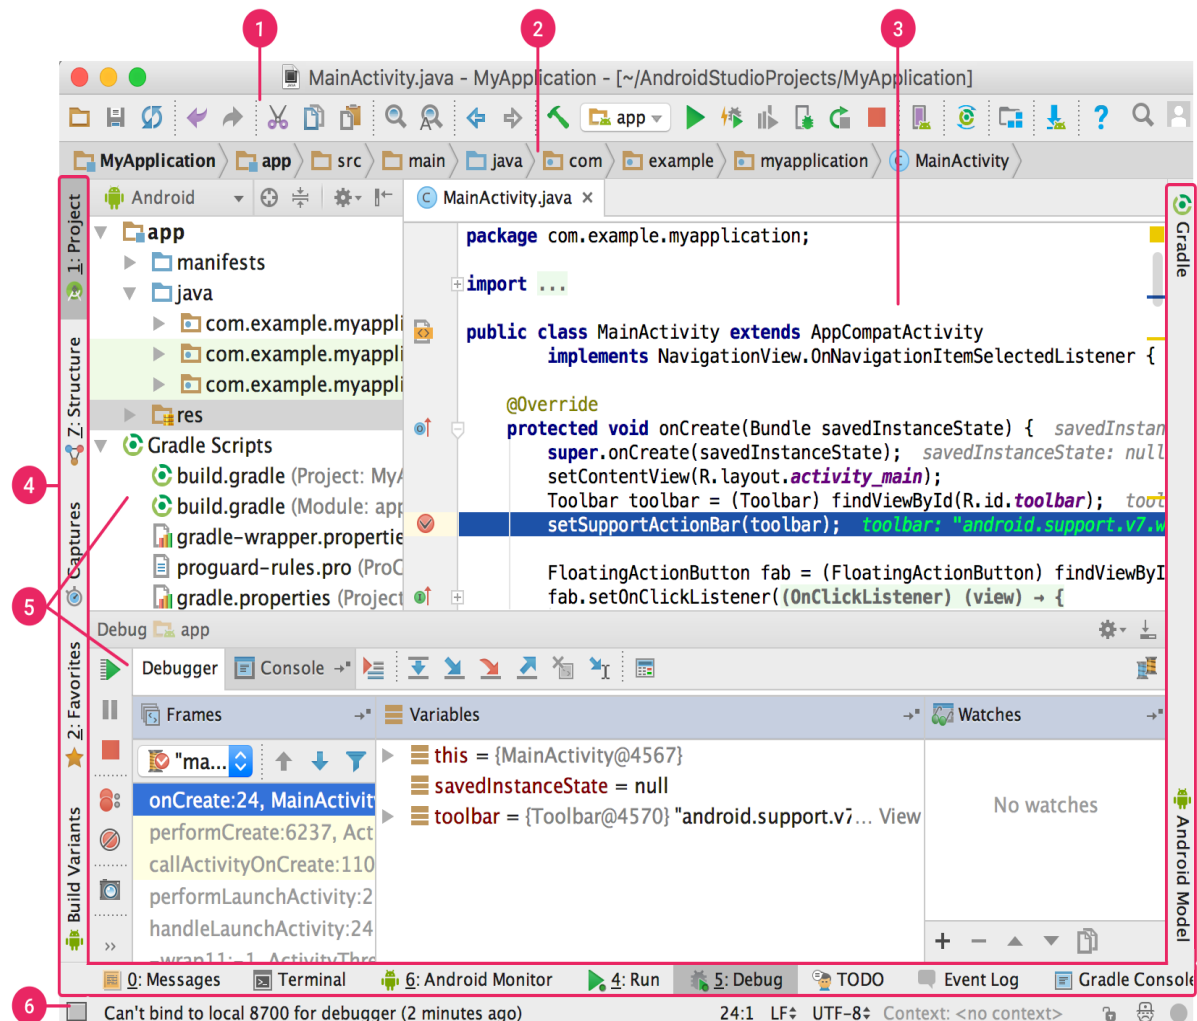 1
2
3
MainActivity.java - MyApplication - [~/AndroidStudioProjects/MyApplication]
app
?
MyApplication
app
src
main
java
com
example
myapplication
C MainActivity
1: Project
Z: Structure
Captures
2: Favorites
Build Variants
4
5
6
Android
app
manifests
java
com.example.myappli
com.example.myappli
com.example.myappli
res
Gradle Scripts
build.gradle (Project: MyA
build.gradle (Module: app
gradle-wrapper.propertie
proguard-rules.pro (ProC
gradle.properties (Project
C MainActivity.java ×
package com.example.myapplication;
import ...
public class MainActivity extends AppCompatActivity
implements NavigationView.OnNavigationItemSelectedListener {
@Override
protected void onCreate(Bundle savedInstanceState) { savedInstan
super.onCreate(savedInstanceState); savedInstanceState: null
setContentView(R.layout.activity_main);
Toolbar toolbar = (Toolbar) findViewById(R.id.toolbar); tool
setSupportActionBar(toolbar); toolbar: "android.support.v7.w
FloatingActionButton fab = (FloatingActionButton) findViewByI
fab.setOnClickListener((OnClickListener) (view) → {
Gradle
Android Model
Debug app
Debugger
Console
Frames
Variables
Watches
"ma...
onCreate:24, MainActivit
performCreate:6237, Act
callActivityOnCreate:110
performLaunchActivity:2
handleLaunchActivity:24
-wrap11:-1, ActivityThre
this = {MainActivity@4567}
savedInstanceState = null
toolbar = {Toolbar@4570} "android.support.v7... View
No watches
0: Messages
Terminal
6: Android Monitor
4: Run
5: Debug
TODO
Event Log
Gradle Console
Can't bind to local 8700 for debugger (2 minutes ago)
24:1
LF
UTF-8
Context: <no context>